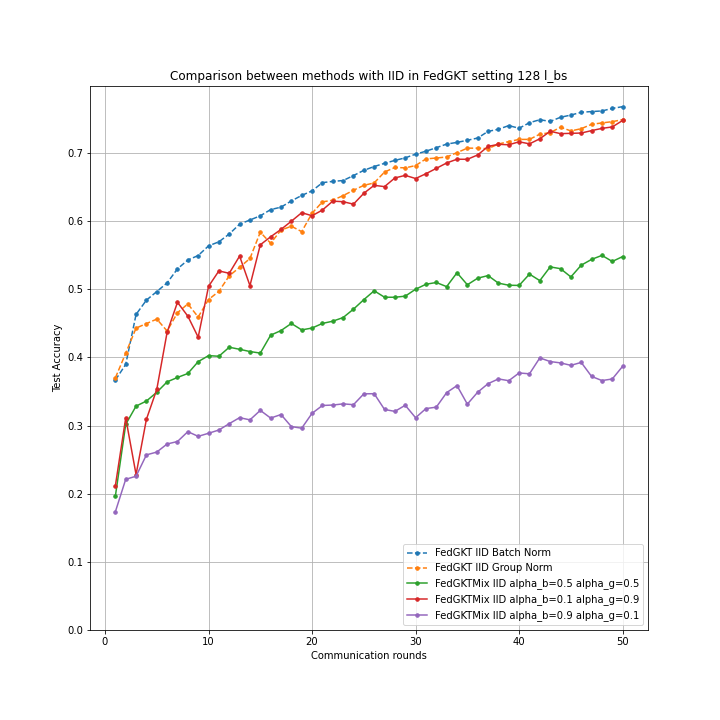 Comparison between methods with IID in FedGKT setting 128 l_bs
Test Accuracy
0.7
0.6
0.5
0.4
0.3
0.2
0.1
0.0
0
10
20
30
40
50
Communication rounds
FedGKT IID Batch Norm
FedGKT IID Group Norm
FedGKTMix IID alpha_b=0.5 alpha_g=0.5
FedGKTMix IID alpha_b=0.1 alpha_g=0.9
FedGKTMix IID alpha_b=0.9 alpha_g=0.1